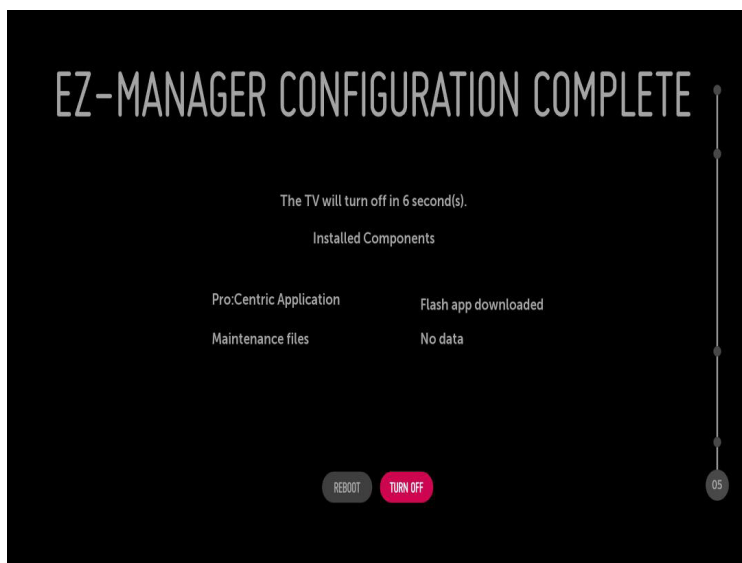 EZ-MANAGER CONFIGURATION COMPLETE
The TV will turn off in 6 second(s).
Installed Components
Pro:Centric Application Flash app downloaded
Maintenance files No data
REBOOT TURN OFF 05